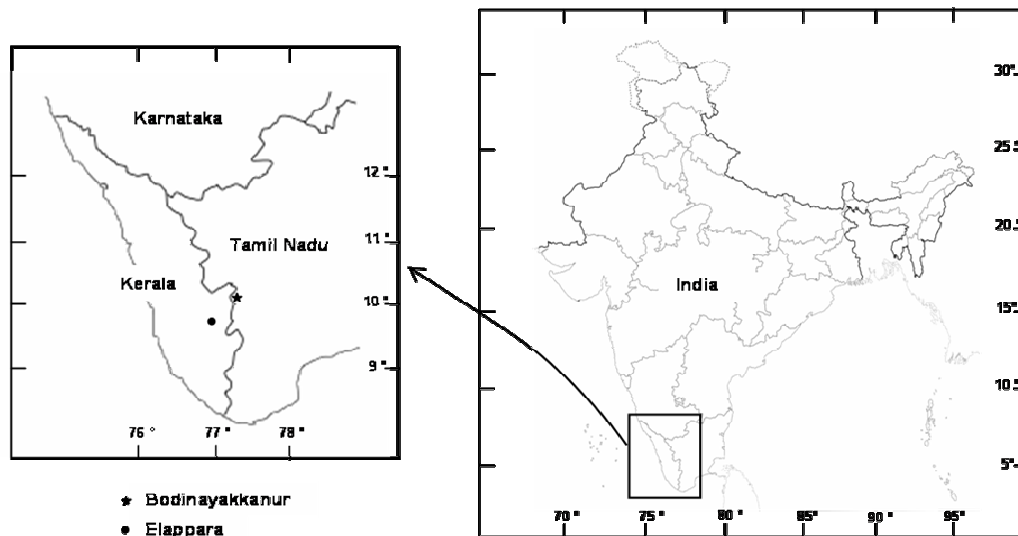 Karnataka
12°
Tamil Nadu
11°
Kerala
10°
9°
76° 77° 78°
★ Bodinayakkanur
● Elappara
India
30°
25°
20°
15°
10°
5°
70° 75° 80° 85° 90° 95°